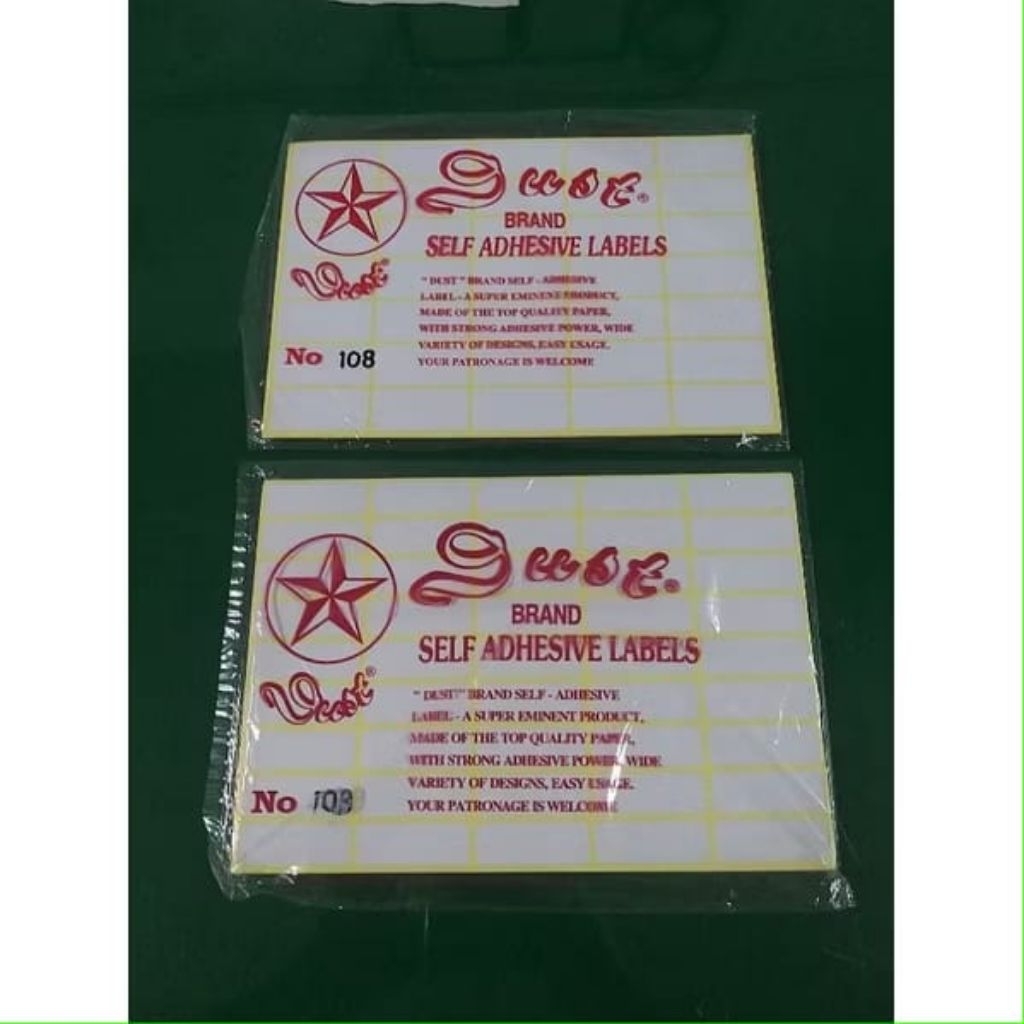 Dust®
BRAND
SELF ADHESIVE LABELS
" DUST " BRAND SELF - ADHESIVE
LABEL - A SUPER EMINENT PRODUCT,
MADE OF THE TOP QUALITY PAPER,
WITH STRONG ADHESIVE POWER, WIDE
VARIETY OF DESIGNS, EASY USAGE.
YOUR PATRONAGE IS WELCOME
No 108
Dust®
BRAND
SELF ADHESIVE LABELS
" DUST " BRAND SELF - ADHESIVE
LABEL - A SUPER EMINENT PRODUCT,
MADE OF THE TOP QUALITY PAPER,
WITH STRONG ADHESIVE POWER, WIDE
VARIETY OF DESIGNS, EASY USAGE.
YOUR PATRONAGE IS WELCOME
No